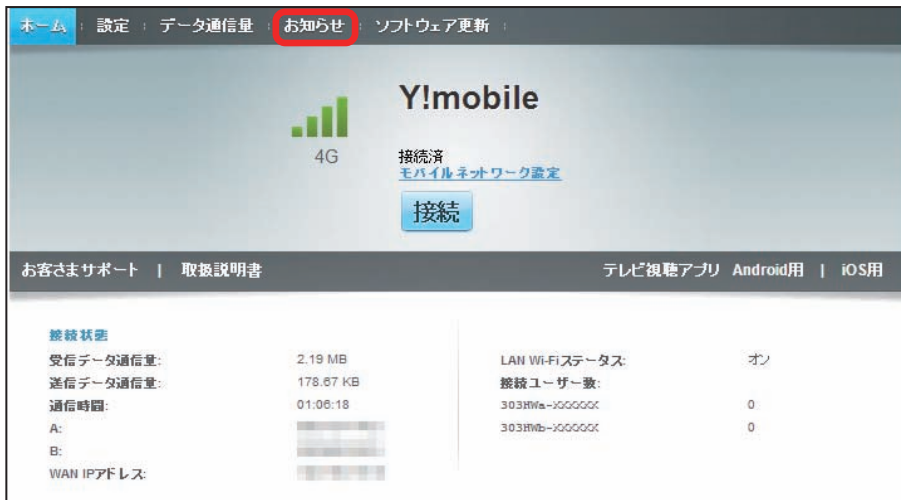 ホーム 設定 データ通信量 お知らせ ソフトウェア更新
Y!mobile
4G
接続済
モバイルネットワーク設定
接続
お客さまサポート | 取扱説明書 テレビ視聴アプリ Android用 | iOS用
接続状態
受信データ通信量: 2.19 MB
送信データ通信量: 178.67 KB
通信時間: 01:06:18
A:
B:
WAN IPアドレス:
LAN Wi-Fiステータス: オン
接続ユーザー数:
303HWa-XXXXXX 0
303HWb-XXXXXX 0